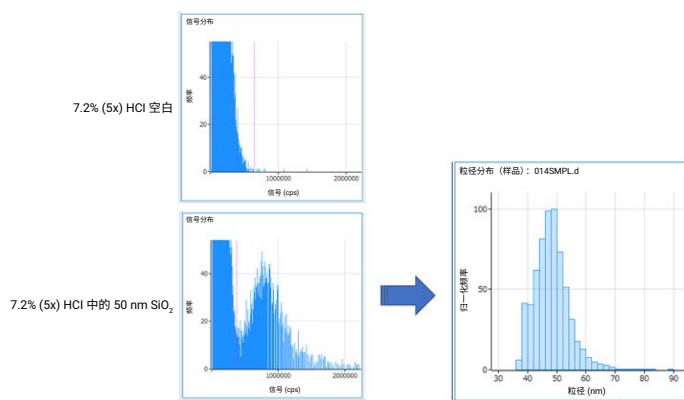 信号分布
频率
40
20
0
1000000
2000000
信号 (cps)
7.2% (5x) HCl 空白
信号分布
频率
40
20
0
1000000
2000000
信号 (cps)
7.2% (5x) HCl 中的 50 nm SiO₂
粒径分布（样品）：014SMPL.d
归一化频率
100
50
0
30 40 50 60 70 80 90
粒径 (nm)